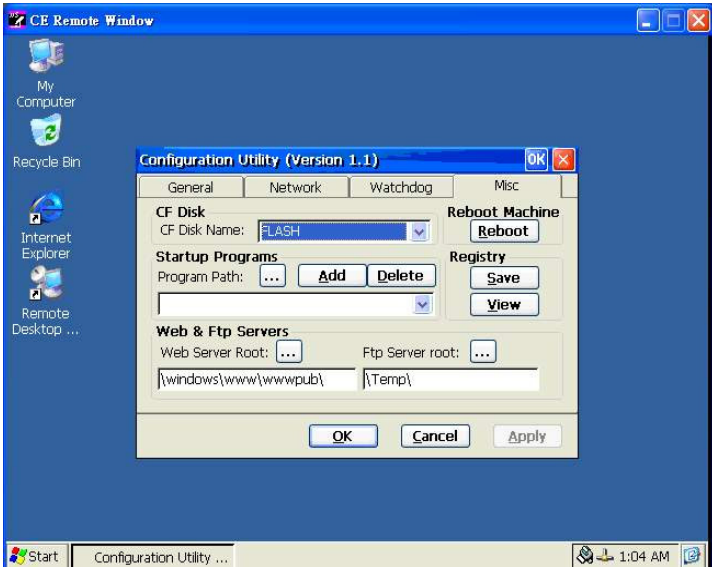 CE Remote Window
My
Computer
Recycle Bin
Internet
Explorer
Remote
Desktop ...
Configuration Utility (Version 1.1)
OK
General
Network
Watchdog
Misc
CF Disk
CF Disk Name:
FLASH
Reboot Machine
Reboot
Startup Programs
Program Path:
...
Add
Delete
Registry
Save
View
Web & Ftp Servers
Web Server Root:
...
Ftp Server root:
...
\windows\www\wwwpub\
\Temp\
OK
Cancel
Apply
Start
Configuration Utility ...
1:04 AM